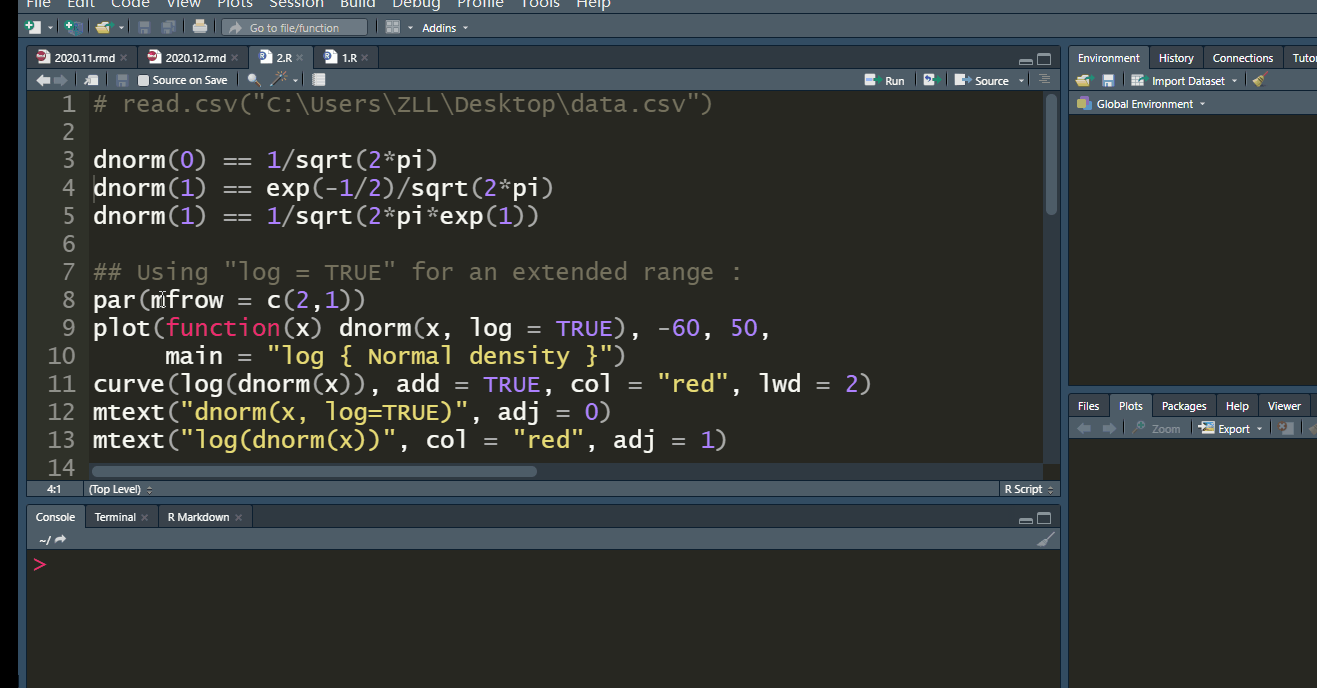 File Edit Code View Plots Session Build Debug Profile Tools Help
Go to file/function Addins
2020.11.rmd 2020.12.rmd 2.R 1.R
Source on Save Run Source
1 # read.csv("C:\Users\ZLL\Desktop\data.csv")
2
3 dnorm(0) == 1/sqrt(2*pi)
4 dnorm(1) == exp(-1/2)/sqrt(2*pi)
5 dnorm(1) == 1/sqrt(2*pi*exp(1))
6
7 ## Using "log = TRUE" for an extended range :
8 par(mfrow = c(2,1))
9 plot(function(x) dnorm(x, log = TRUE), -60, 50,
10 main = "log { Normal density }")
11 curve(log(dnorm(x)), add = TRUE, col = "red", lwd = 2)
12 mtext("dnorm(x, log=TRUE)", adj = 0)
13 mtext("log(dnorm(x))", col = "red", adj = 1)
14
4:1 (Top Level) R Script
Console Terminal R Markdown
~/
>
Environment History Connections Tuto
Import Dataset
Global Environment
Files Plots Packages Help Viewer
Zoom Export